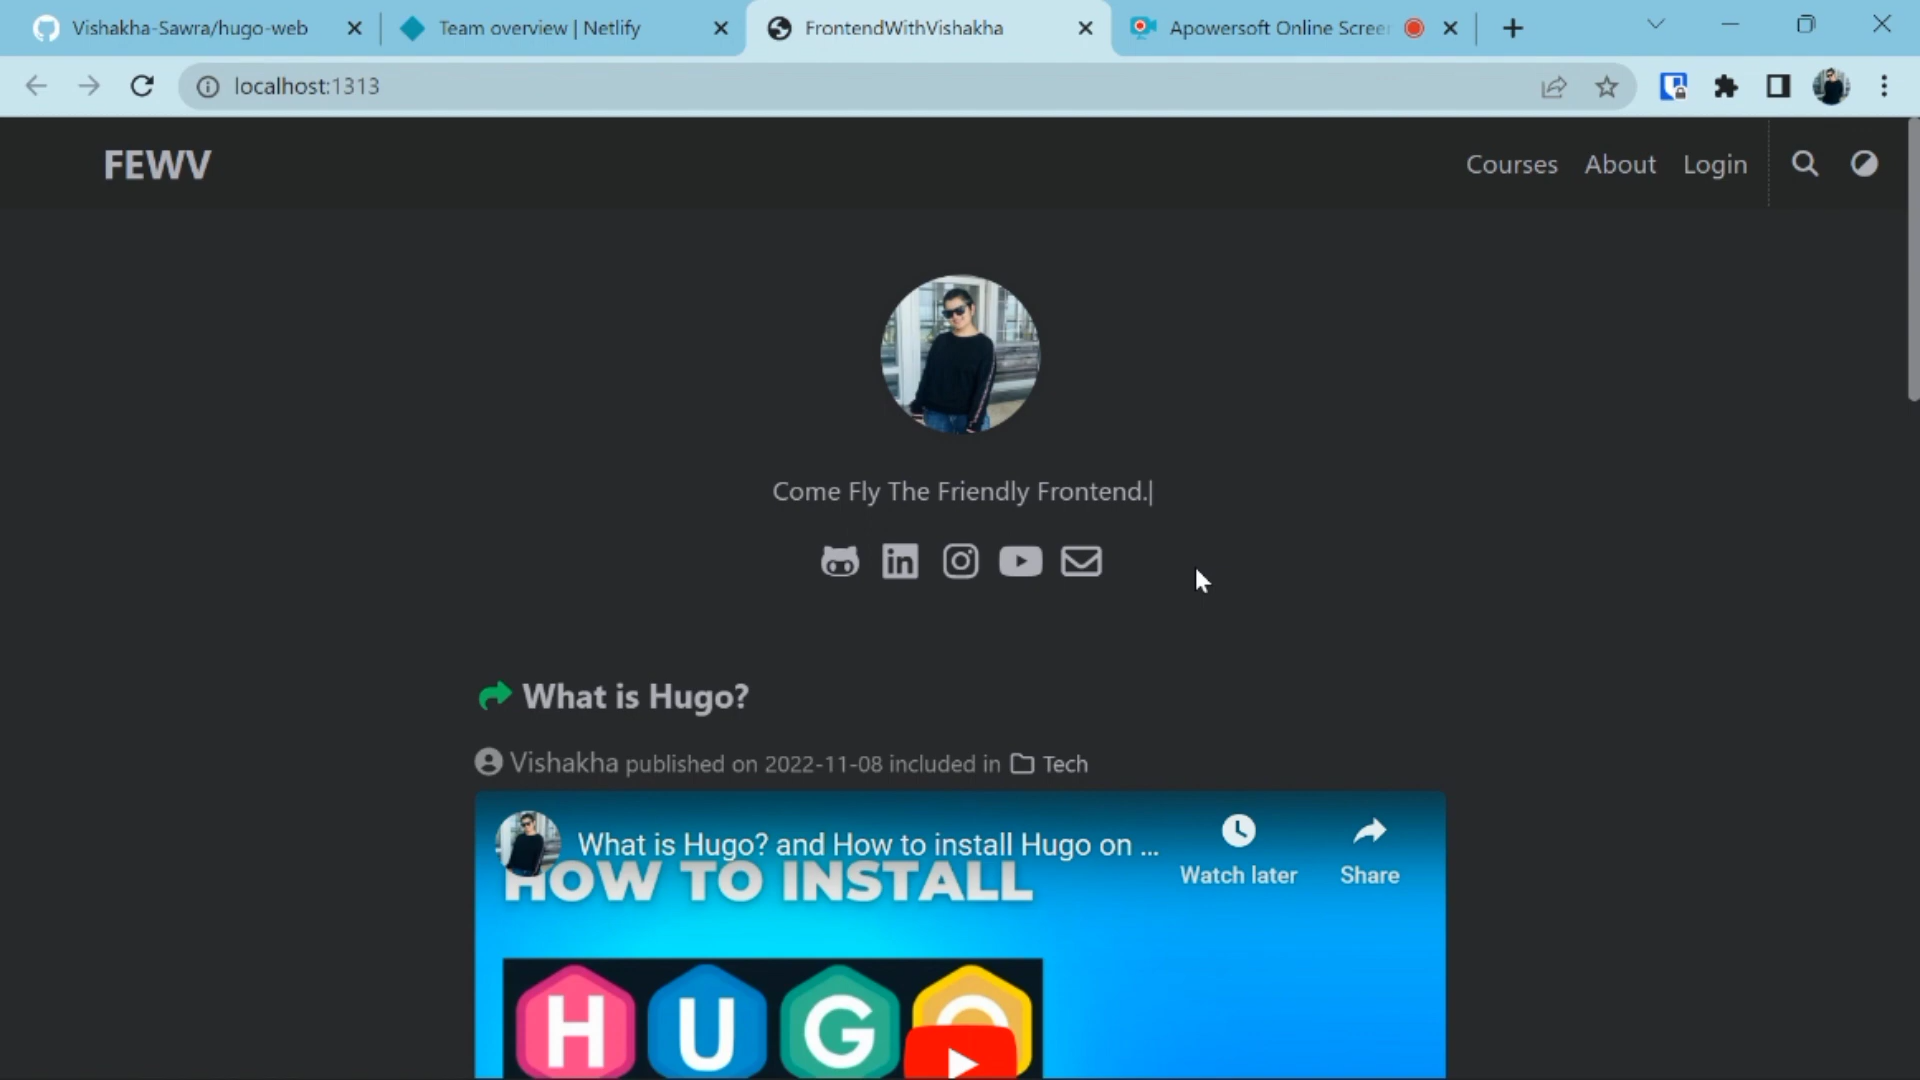 Vishakha-Sawra/hugo-web
Team overview | Netlify
FrontendWithVishakha
Apowersoft Online Screen
localhost:1313
FEWV
Courses About Login
Come Fly The Friendly Frontend.|
What is Hugo?
Vishakha published on 2022-11-08 included in Tech
What is Hugo? and How to install Hugo on ...
Watch later
Share
HOW TO INSTALL
HUGO